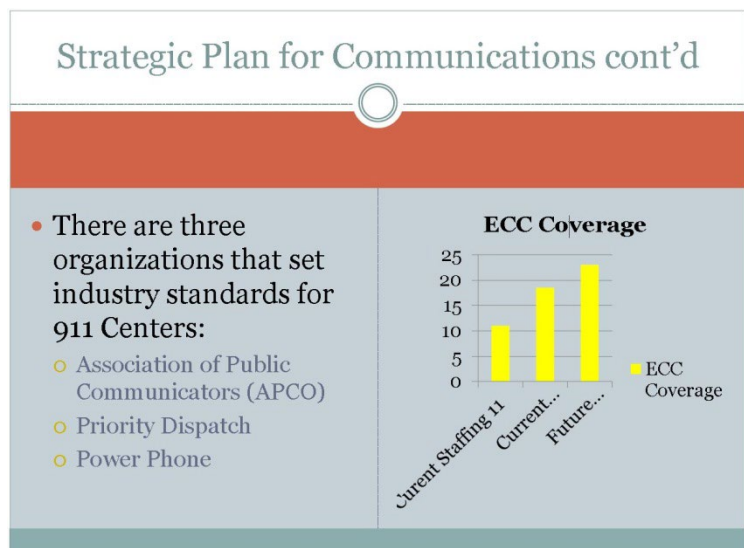 Strategic Plan for Communications cont'd
• There are three
organizations that set
industry standards for
911 Centers:
o Association of Public
Communicators (APCO)
o Priority Dispatch
o Power Phone
ECC Coverage
25
20
15
10
5
0
Curent Staffing 11
Current...
Future...
ECC
Coverage